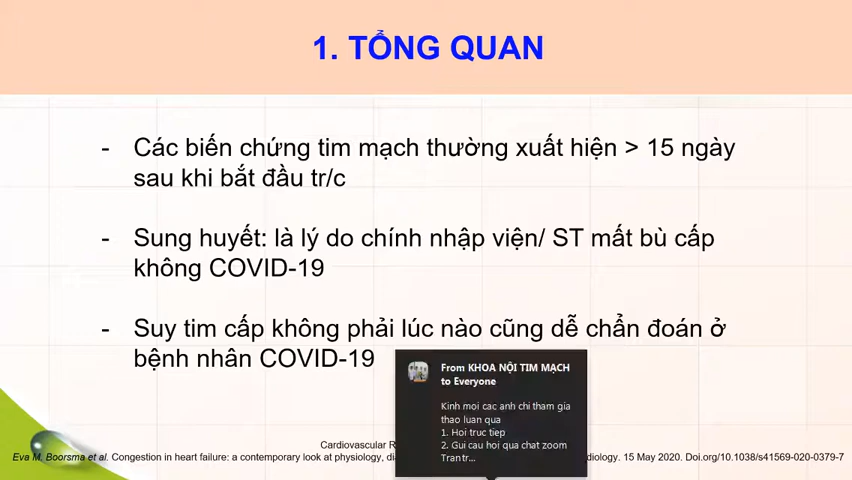 1. TỔNG QUAN
- Các biến chứng tim mạch thường xuất hiện > 15 ngày
sau khi bắt đầu tr/c
- Sung huyết: là lý do chính nhập viện/ ST mất bù cấp
không COVID-19
- Suy tim cấp không phải lúc nào cũng dễ chẩn đoán ở
bệnh nhân COVID-19
From KHOA NỘI TIM MẠCH
to Everyone
Kinh moi cac anh chi tham gia
thao luan qua
1. Hoi truc tiep
2. Gui cau hoi qua chat zoom
Tran tr...
Cardiovascular R
Eva M. Boorsma et al. Congestion in heart failure: a contemporary look at physiology, di diology. 15 May 2020. Doi.org/10.1038/s41569-020-0379-7